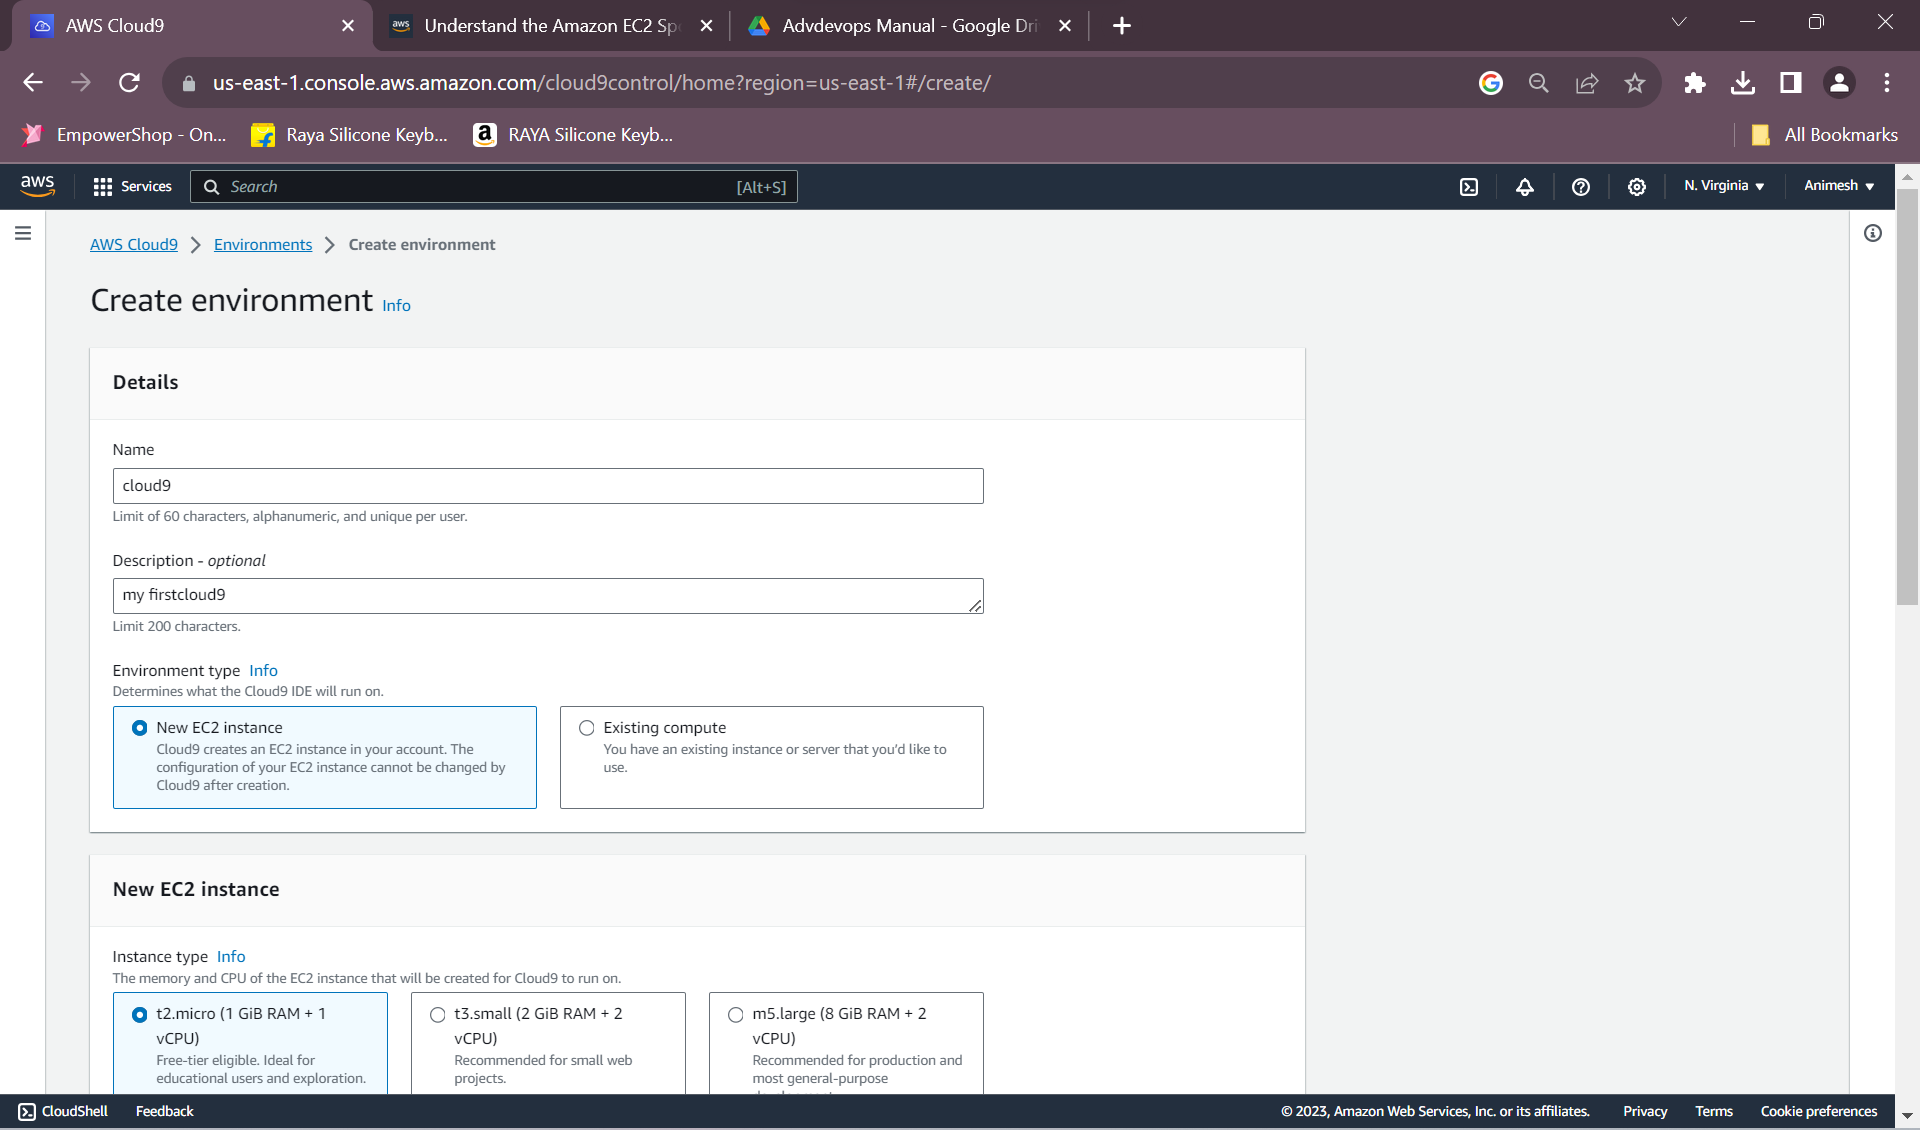 AWS Cloud9
aws Understand the Amazon EC2 Sp
Advdevops Manual - Google Dri
us-east-1.console.aws.amazon.com/cloud9control/home?region=us-east-1#/create/
EmpowerShop - On...
Raya Silicone Keyb...
RAYA Silicone Keyb...
All Bookmarks
aws
Services
Search
[Alt+S]
N. Virginia
Animesh
AWS Cloud9
Environments
Create environment
Create environment Info
Details
Name
cloud9
Limit of 60 characters, alphanumeric, and unique per user.
Description - optional
my firstcloud9
Limit 200 characters.
Environment type Info
Determines what the Cloud9 IDE will run on.
New EC2 instance
Cloud9 creates an EC2 instance in your account. The
configuration of your EC2 instance cannot be changed by
Cloud9 after creation.
Existing compute
You have an existing instance or server that you'd like to
use.
New EC2 instance
Instance type Info
The memory and CPU of the EC2 instance that will be created for Cloud9 to run on.
t2.micro (1 GiB RAM + 1
vCPU)
Free-tier eligible. Ideal for
educational users and exploration.
t3.small (2 GiB RAM + 2
vCPU)
Recommended for small web
projects.
m5.large (8 GiB RAM + 2
vCPU)
Recommended for production and
most general-purpose
CloudShell
Feedback
© 2023, Amazon Web Services, Inc. or its affiliates.
Privacy
Terms
Cookie preferences